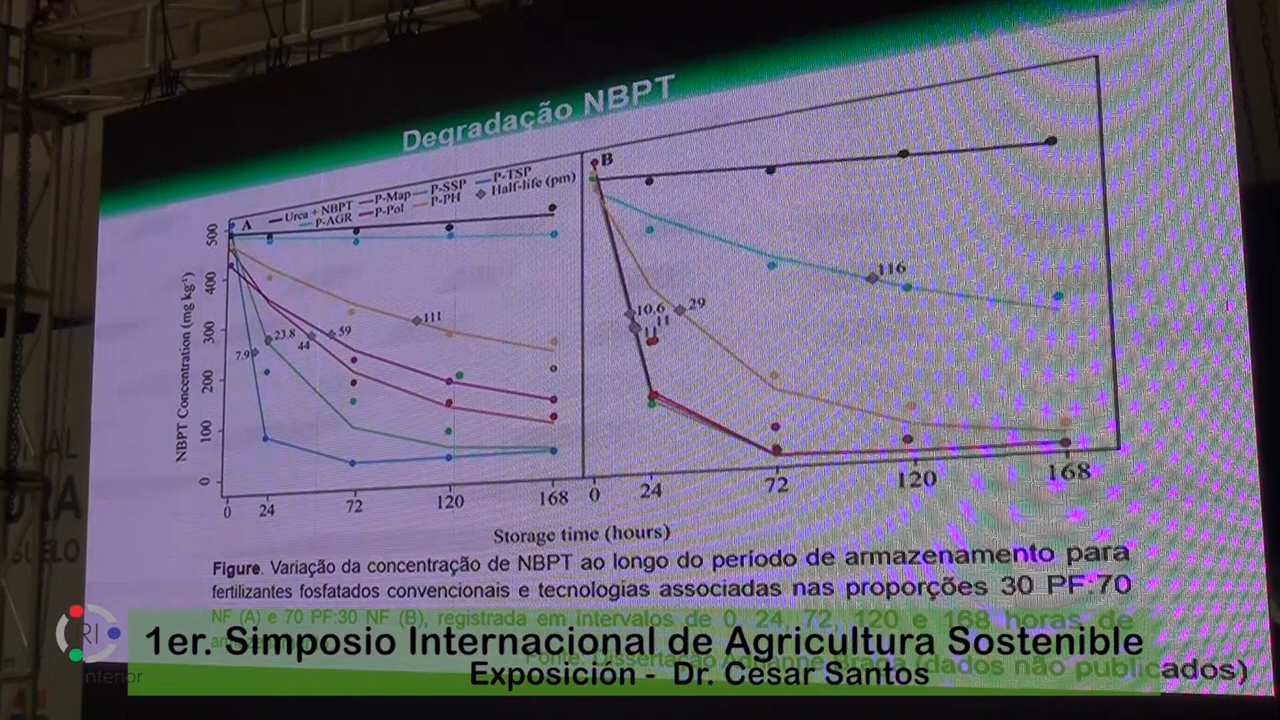 Degradação NBPT
A
Urea + NBPT
P-Map
P-SSP
P-TSP
P-AGR
P-Pol
P-PH
Half-life (pm)
B
NBPT Concentration (mg kg⁻¹)
500
400
300
200
100
0
7.9
23.8
44
59
111
10.6
11
11
29
116
0 24 72 120 168
0 24 72 120 168
Storage time (hours)
Figure. Variação da concentração de NBPT ao longo do período de armazenamento para
fertilizantes fosfatados convencionais e tecnologias associadas nas proporções 30 PF:70
NF (A) e 70 PF:30 NF (B), registrada em intervalos de 0, 24, 72, 120 e 168 horas de
(dados não publicados)
RI
1er. Simposio Internacional de Agricultura Sostenible
Exposición - Dr. Cesar Santos